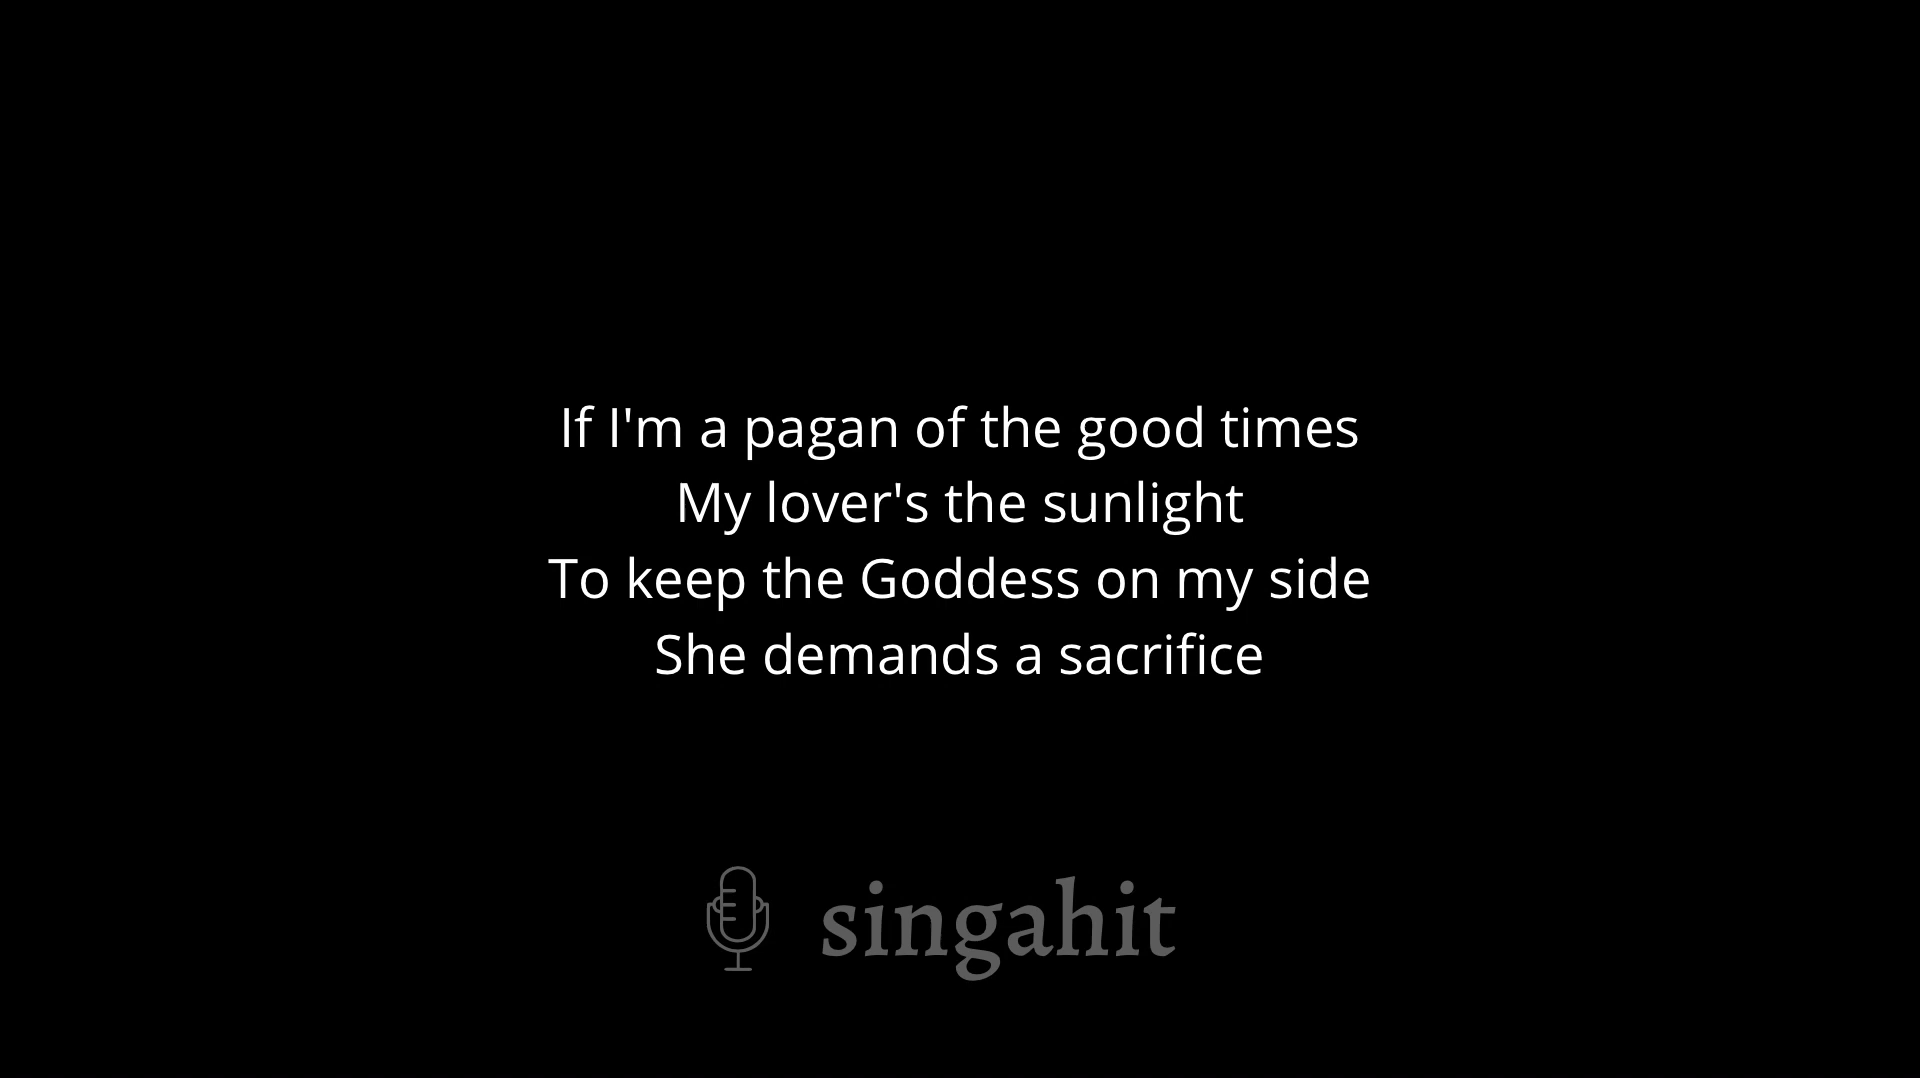 If I'm a pagan of the good times
My lover's the sunlight
To keep the Goddess on my side
She demands a sacrifice
singahit